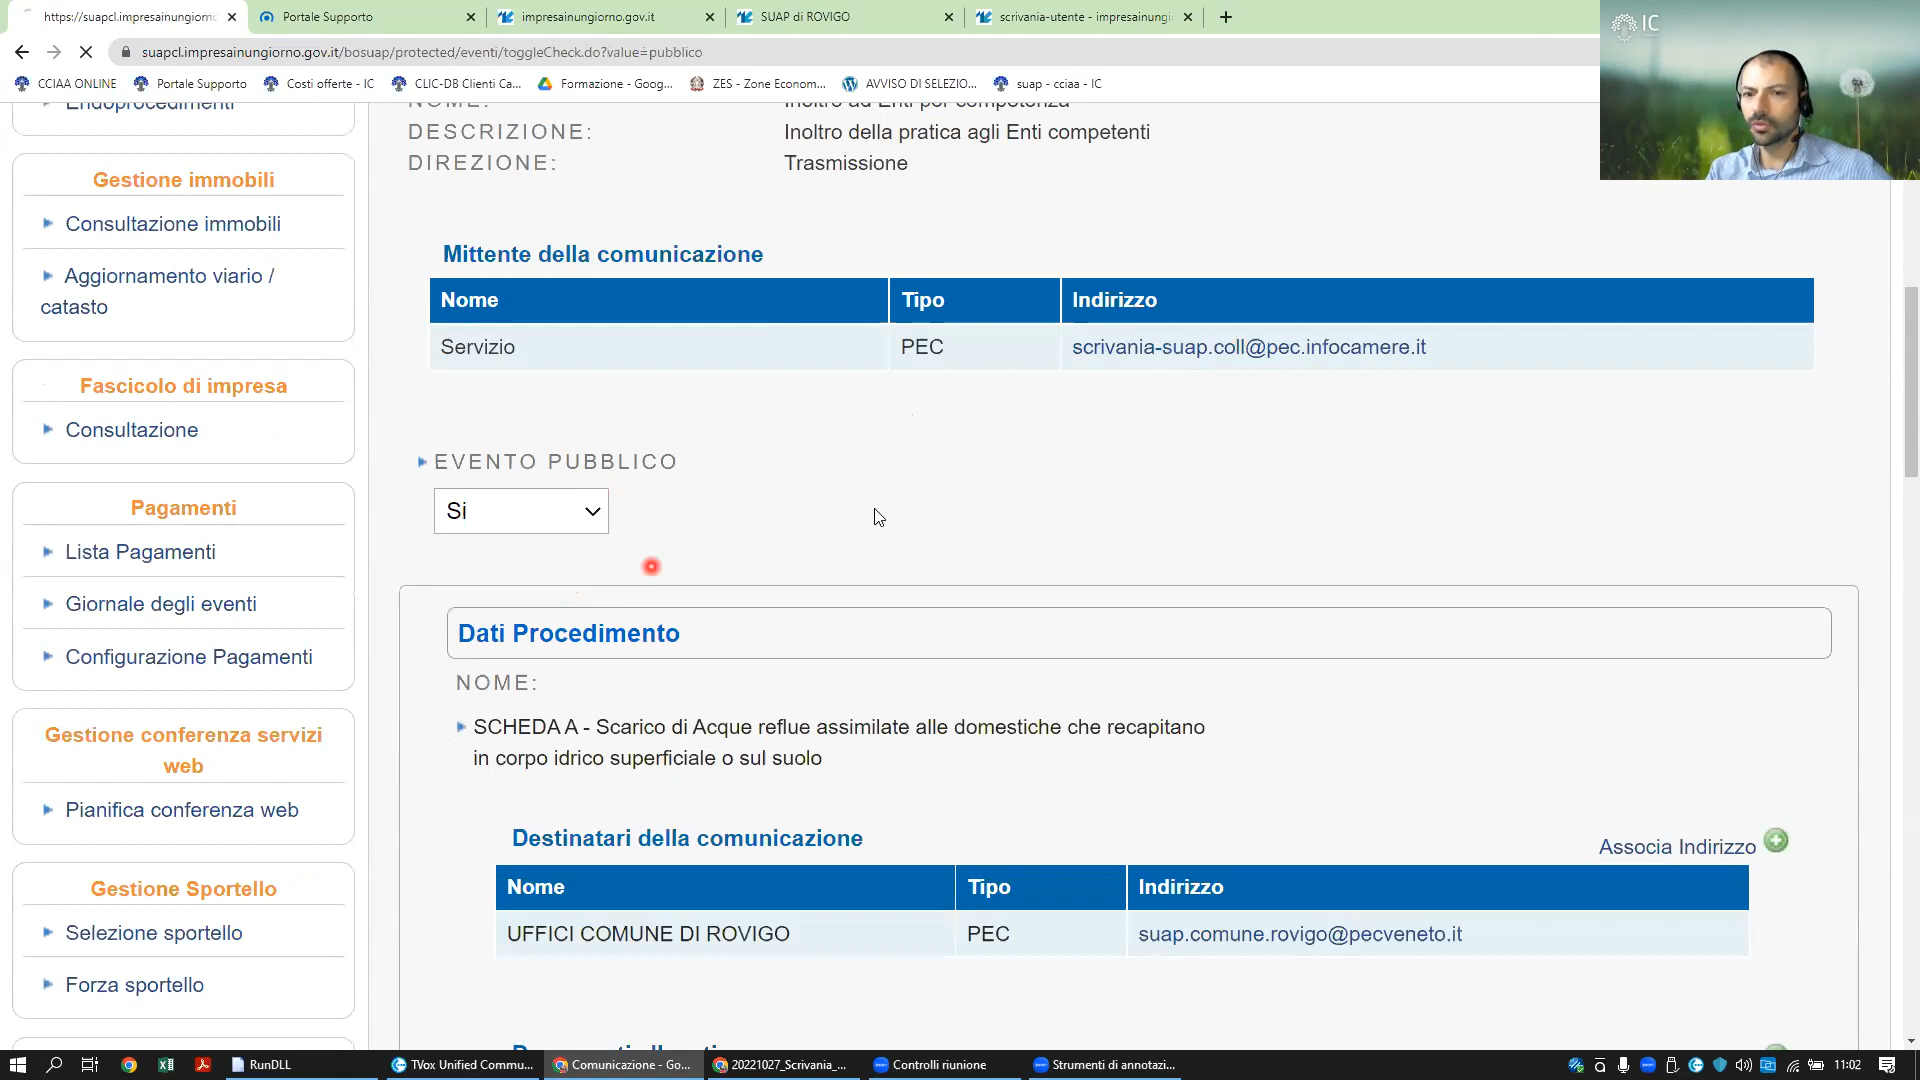 https://suapcl.impresainungiorno
Portale Supporto
impresainungiorno.gov.it
SUAP di ROVIGO
scrivania-utente - impresainungi
suapcl.impresainungiorno.gov.it/bosuap/protected/eventi/toggleCheck.do?value=pubblico
CCIAA ONLINE
Portale Supporto
Costi offerte - IC
CLIC-DB Clienti Ca...
Formazione - Goog...
ZES - Zone Econom...
AVVISO DI SELEZIO...
suap - cciaa - IC
IC
Endoprocedimenti
Gestione immobili
Consultazione immobili
Aggiornamento viario /
catasto
Fascicolo di impresa
Consultazione
Pagamenti
Lista Pagamenti
Giornale degli eventi
Configurazione Pagamenti
Gestione conferenza servizi
web
Pianifica conferenza web
Gestione Sportello
Selezione sportello
Forza sportello
NOME: Inoltro ad Enti per competenza
DESCRIZIONE: Inoltro della pratica agli Enti competenti
DIREZIONE: Trasmissione
Mittente della comunicazione
Nome Tipo Indirizzo
Servizio PEC scrivania-suap.coll@pec.infocamere.it
EVENTO PUBBLICO
Si
Dati Procedimento
NOME:
SCHEDA A - Scarico di Acque reflue assimilate alle domestiche che recapitano
in corpo idrico superficiale o sul suolo
Destinatari della comunicazione
Associa Indirizzo
Nome Tipo Indirizzo
UFFICI COMUNE DI ROVIGO PEC suap.comune.rovigo@pecveneto.it
RunDLL
TVox Unified Commu...
Comunicazione - Go...
20221027_Scrivania_...
Controlli riunione
Strumenti di annotazi...
11:02